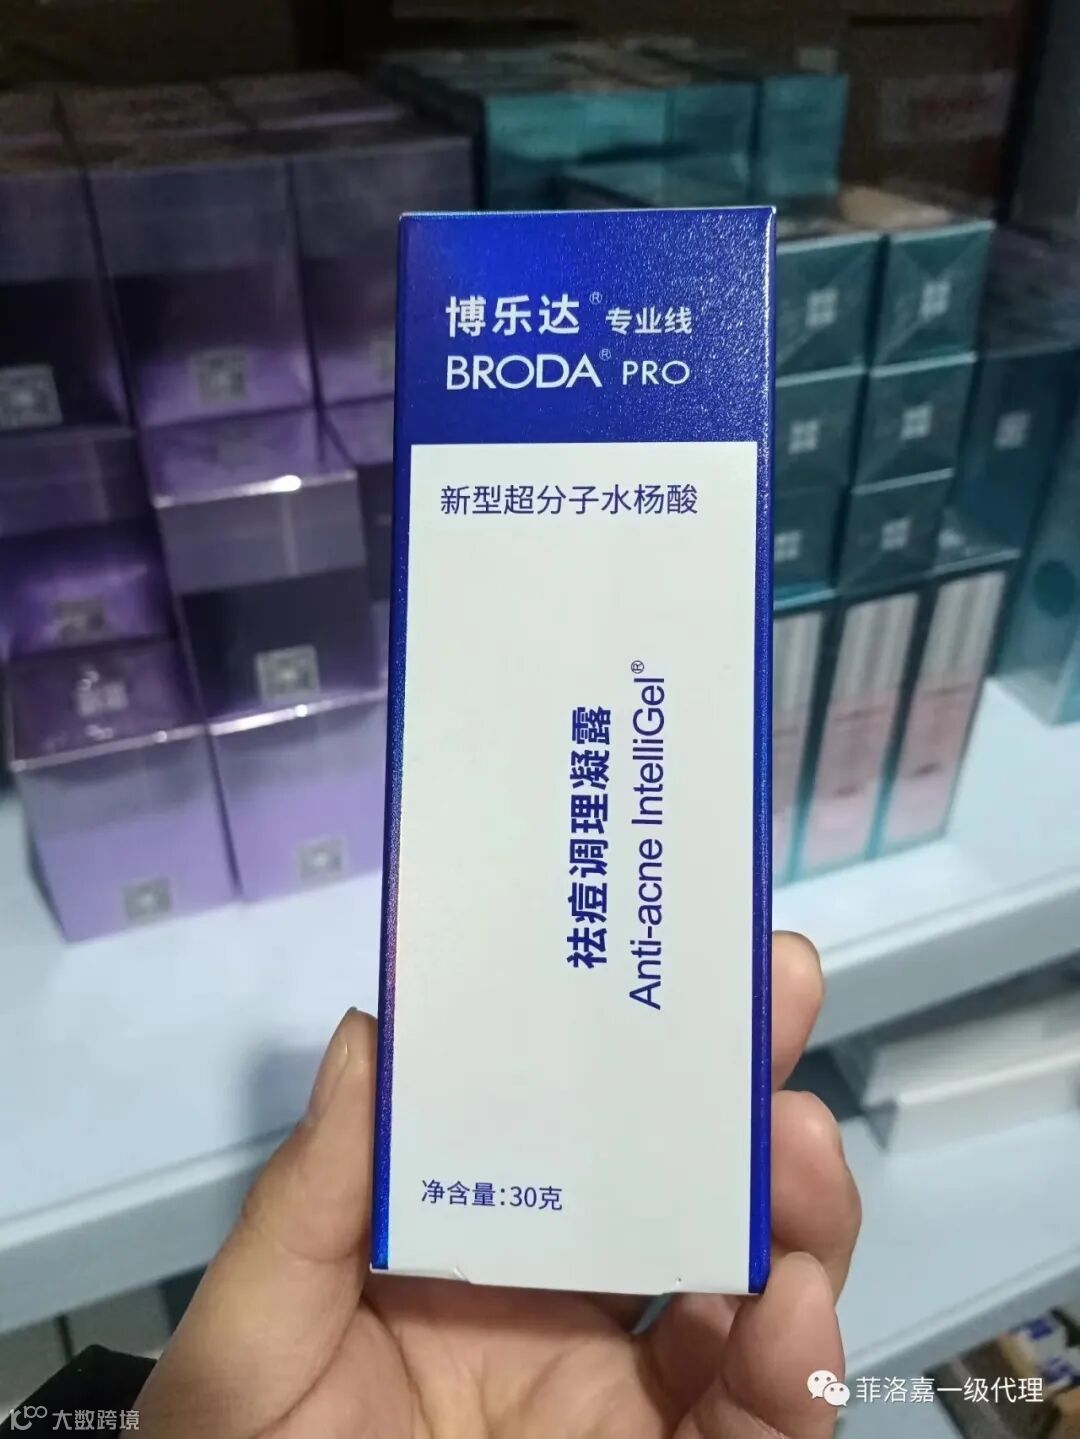 博乐达® 专业线
BRODA® PRO
新型超分子水杨酸
祛痘调理凝露
Anti-acne IntelliGel®
净含量:30克
菲洛嘉一级代理
大数跨境